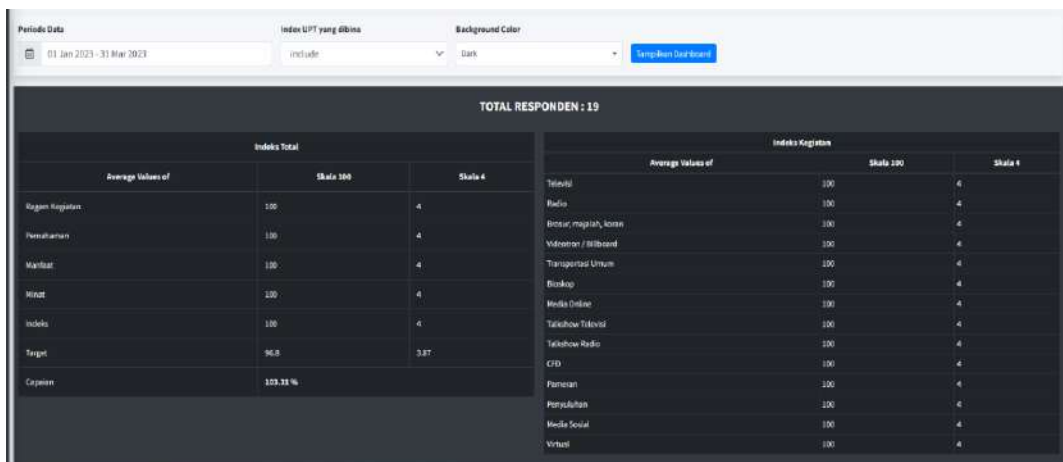 Periode Data
Index UPT yang dibina
Background Color
01 Jan 2023 - 31 Mar 2023
include
Dark
Tampilkan Dashboard
TOTAL RESPONDEN : 19
Indeks Total
Average Values of Skala 100 Skala 4
Ragam Kegiatan 100 4
Pemahaman 100 4
Manfaat 100 4
Minat 100 4
Indeks 100 4
Target 96.8 3.87
Capaian 103.31 %
Indeks Kegiatan
Average Values of Skala 100 Skala 4
Televisi 100 4
Radio 100 4
Brosur, majalah, koran 100 4
Videotron / Billboard 100 4
Transportasi Umum 100 4
Bioskop 100 4
Media Online 100 4
Talkshow Televisi 100 4
Talkshow Radio 100 4
CFD 100 4
Pameran 100 4
Penyuluhan 100 4
Media Sosial 100 4
Virtual 100 4